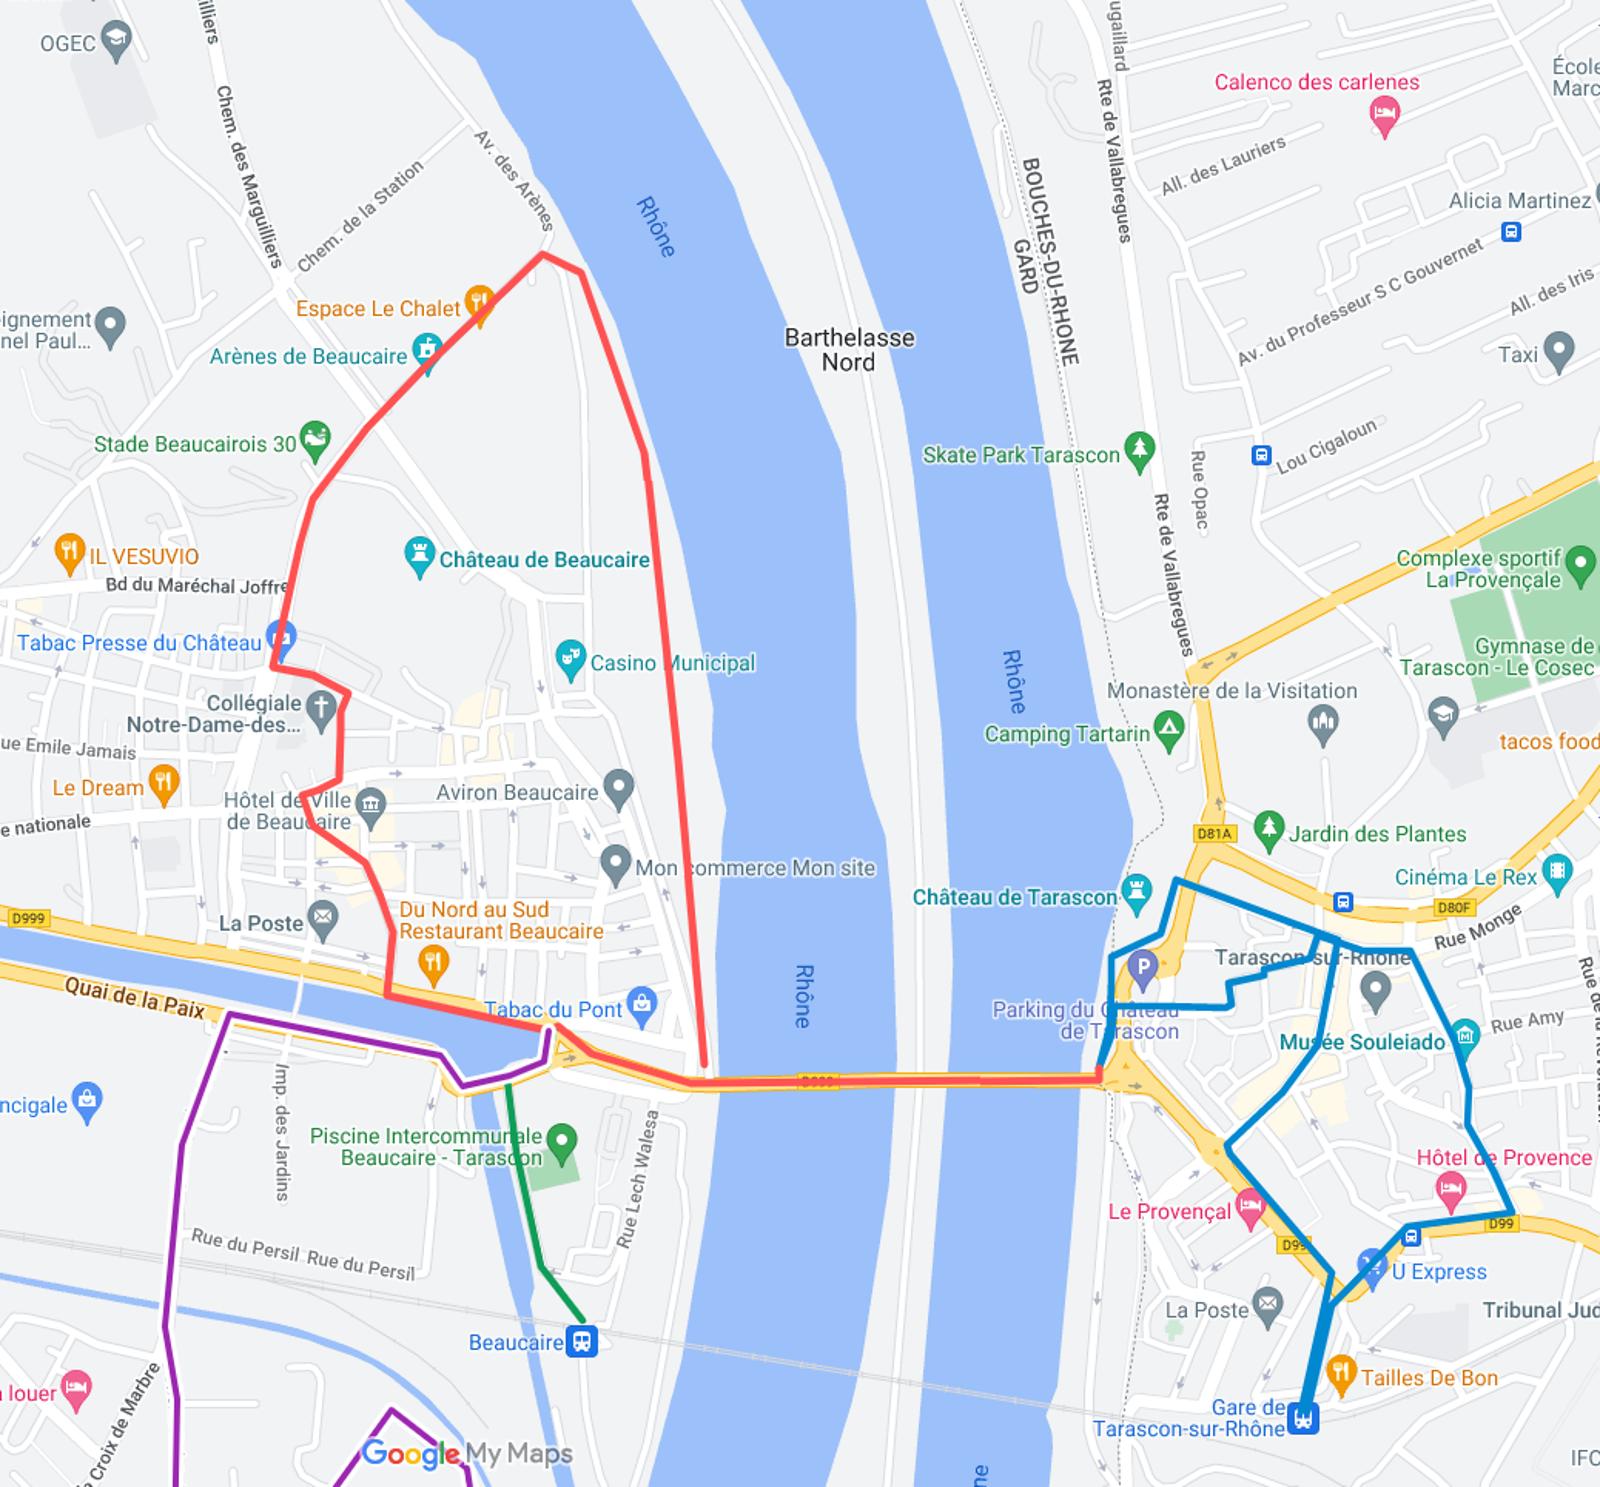 OGEC
illiers
Chem. des Marguilliers
Av. des Arènes
Chem. de la Station
Rhône
ugaillard
Rte de Vallabregues
Calenco des carlenes
École
Marc
All. des Lauriers
Alicia Martinez
BOUCHES-DU-RHONE
GARD
Av. du Professeur S C Gouvernet
All. des Iris
Espace Le Chalet
eignement
nel Paul...
Arènes de Beaucaire
Barthelasse
Nord
Taxi
Stade Beaucairois 30
Skate Park Tarascon
Lou Cigaloun
Rue Opac
Rte de Vallabregues
IL VESUVIO
Bd du Maréchal Joffre
Château de Beaucaire
Complexe sportif
La Provençale
Tabac Presse du Château
Casino Municipal
Rhône
Gymnase de
Tarascon - Le Cosec
Collégiale
Notre-Dame-des...
Monastère de la Visitation
ue Emile Jamais
Camping Tartarin
tacos food
Le Dream
Hôtel de Ville
de Beaucaire
Aviron Beaucaire
e nationale
D81A
Jardin des Plantes
Mon commerce Mon site
Château de Tarascon
Cinéma Le Rex
D999
La Poste
Du Nord au Sud
Restaurant Beaucaire
D80F
Rue Monge
Tarascon-sur-Rhône
Quai de la Paix
Tabac du Pont
Rhône
P
Parking du Château
de Tarascon
Musée Souleiado
Rue Amy
D999
Imp. des Jardins
ncigale
Piscine Intercommunale
Beaucaire - Tarascon
Rue Lech Walesa
Hôtel de Provence
Le Provençal
D99
D99
Rue du Persil
Rue du Persil
U Express
La Poste
Tribunal Jud
Beaucaire
à louer
Croix de Marbre
Tailles De Bon
Gare de
Tarascon-sur-Rhône
Google My Maps
ne
IFC